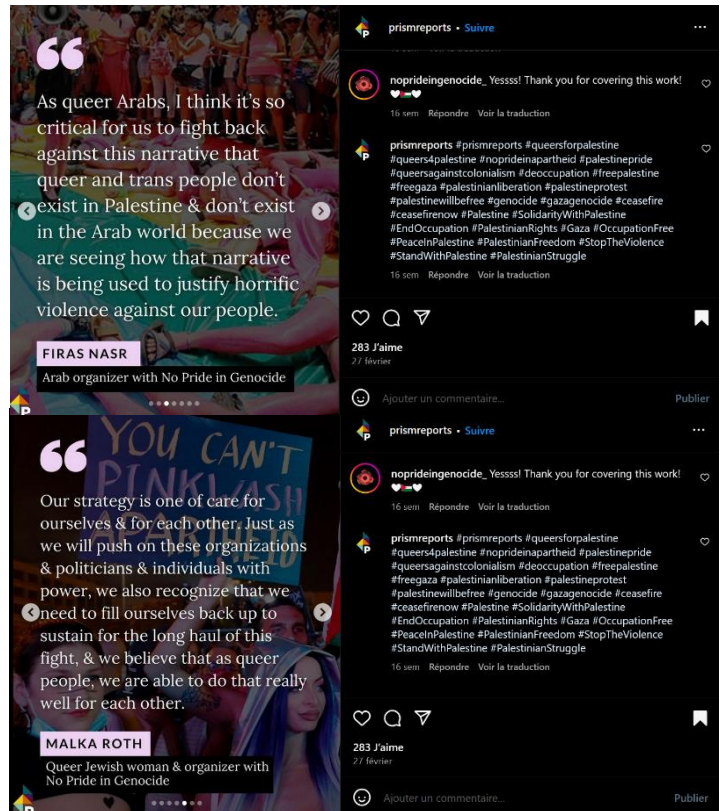 prismreports • Suivre
...
“
As queer Arabs, I think it's so
critical for us to fight back
against this narrative that
queer and trans people don't
exist in Palestine & don't exist
in the Arab world because we
are seeing how that narrative
is being used to justify horrific
violence against our people.
FIRAS NASR
Arab organizer with No Pride in Genocide
P
noprideingenocide_ Yessss! Thank you for covering this work!
🤍🇵🇸🤍
16 sem Répondre Voir la traduction
prismreports #prismreports #queersforpalestine
#queers4palestine #noprideinapartheid #palestinepride
#queersagainstcolonialism #deoccupation #freepalestine
#freegaza #palestinianliberation #palestineprotest
#palestinewillbefree #genocide #gazagenocide #ceasefire
#ceasefirenow #Palestine #SolidarityWithPalestine
#EndOccupation #PalestinianRights #Gaza #OccupationFree
#PeaceInPalestine #PalestinianFreedom #StopTheViolence
#StandWithPalestine #PalestinianStruggle
16 sem Répondre Voir la traduction
283 J'aime
27 février
Ajouter un commentaire... Publier
prismreports • Suivre
...
YOU CAN'T
PINKWASH
APARTHEID
“
Our strategy is one of care for
ourselves & for each other. Just as
we will push on these organizations
& politicians & individuals with
power, we also recognize that we
need to fill ourselves back up to
sustain for the long haul of this
fight, & we believe that as queer
people, we are able to do that really
well for each other.
MALKA ROTH
Queer Jewish woman & organizer with
No Pride in Genocide
P
noprideingenocide_ Yessss! Thank you for covering this work!
🤍🇵🇸🤍
16 sem Répondre Voir la traduction
prismreports #prismreports #queersforpalestine
#queers4palestine #noprideinapartheid #palestinepride
#queersagainstcolonialism #deoccupation #freepalestine
#freegaza #palestinianliberation #palestineprotest
#palestinewillbefree #genocide #gazagenocide #ceasefire
#ceasefirenow #Palestine #SolidarityWithPalestine
#EndOccupation #PalestinianRights #Gaza #OccupationFree
#PeaceInPalestine #PalestinianFreedom #StopTheViolence
#StandWithPalestine #PalestinianStruggle
16 sem Répondre Voir la traduction
283 J'aime
27 février
Ajouter un commentaire... Publier